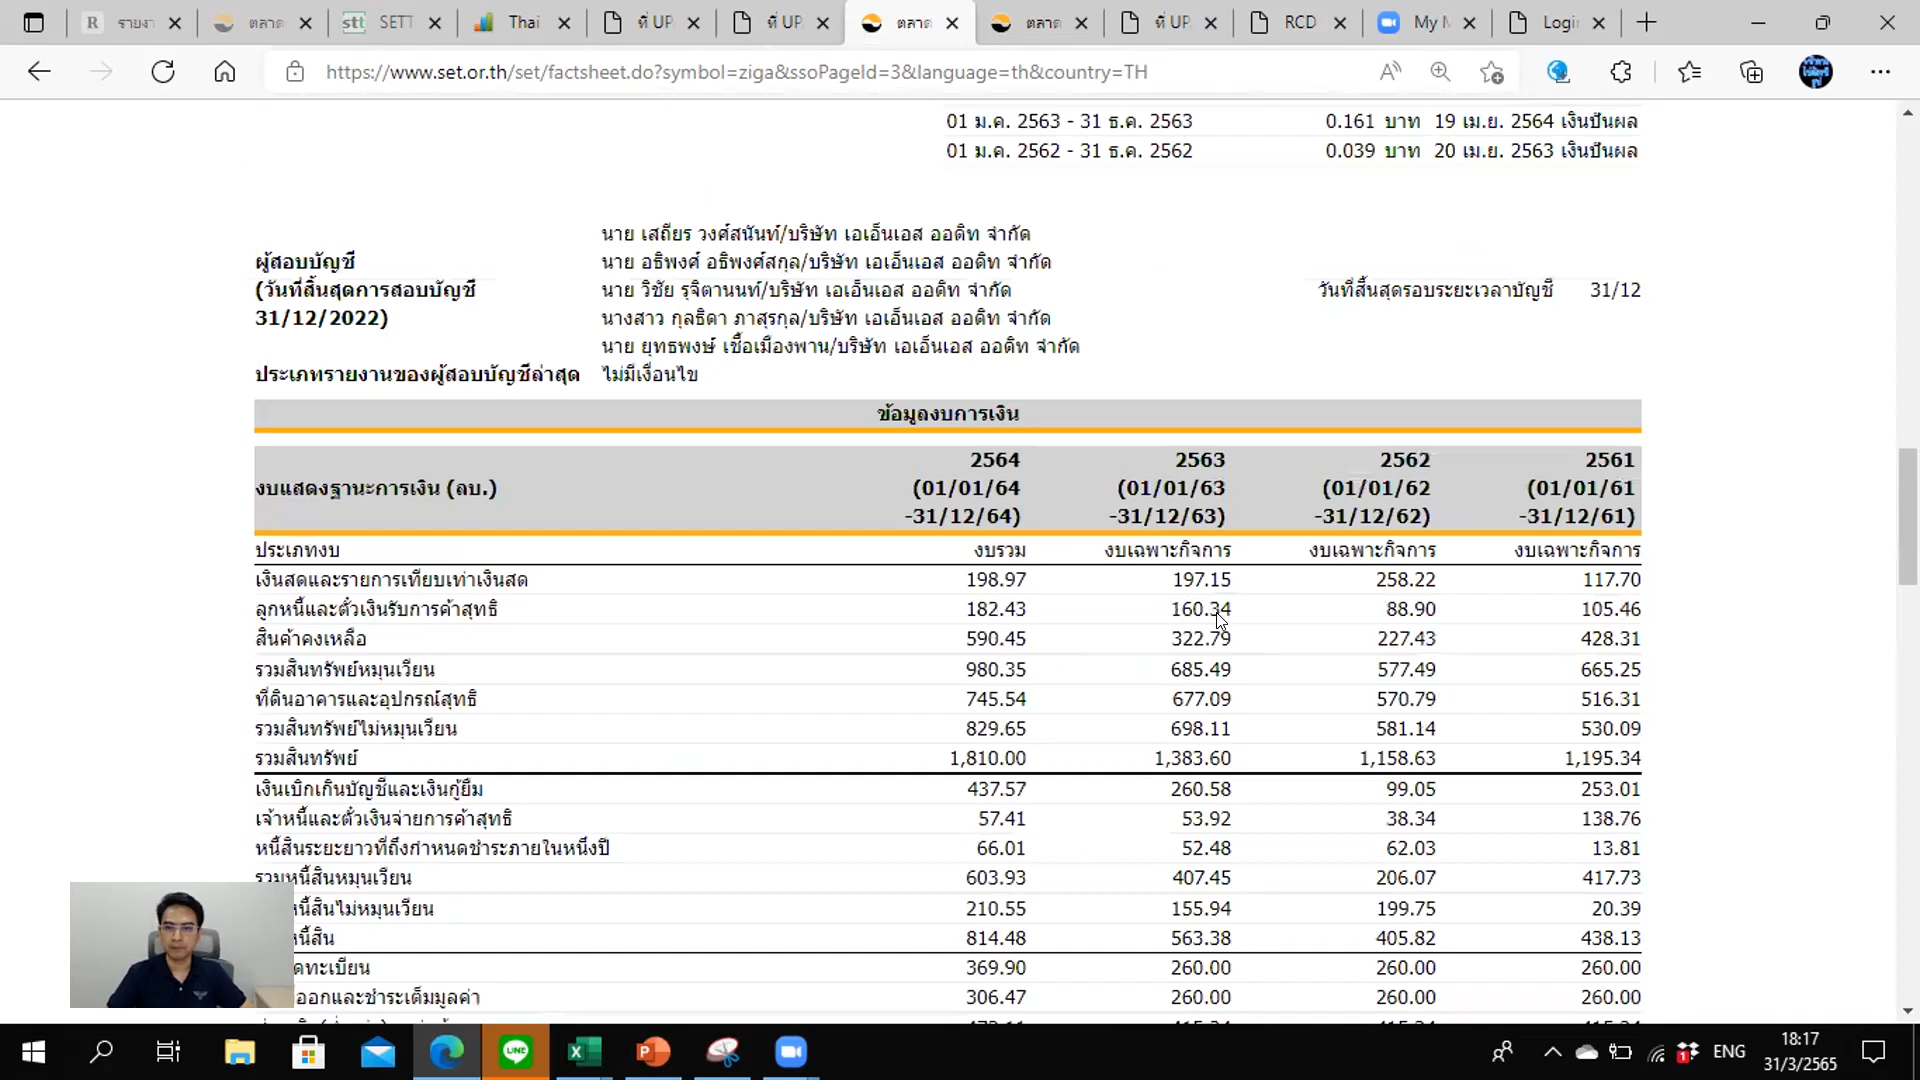 รายงา
ตลาด
SETT
Thai
ที่ UP
ที่ UP
ตลาด
ตลาด
ที่ UP
RCD
My M
Login
https://www.set.or.th/set/factsheet.do?symbol=ziga&ssoPageId=3&language=th&country=TH
01 ม.ค. 2563 - 31 ธ.ค. 2563 0.161 บาท 19 เม.ย. 2564 เงินปันผล
01 ม.ค. 2562 - 31 ธ.ค. 2562 0.039 บาท 20 เม.ย. 2563 เงินปันผล
นาย เสถียร วงศ์สนันท์/บริษัท เอเอ็นเอส ออดิท จำกัด
ผู้สอบบัญชี นาย อธิพงศ์ อธิพงศ์สกุล/บริษัท เอเอ็นเอส ออดิท จำกัด
(วันที่สิ้นสุดการสอบบัญชี นาย วิชัย รุจิตานนท์/บริษัท เอเอ็นเอส ออดิท จำกัด วันที่สิ้นสุดรอบระยะเวลาบัญชี 31/12
31/12/2022) นางสาว กุลธิดา ภาสุรกุล/บริษัท เอเอ็นเอส ออดิท จำกัด
นาย ยุทธพงษ์ เชื้อเมืองพาน/บริษัท เอเอ็นเอส ออดิท จำกัด
ประเภทรายงานของผู้สอบบัญชีล่าสุด ไม่มีเงื่อนไข
ข้อมูลงบการเงิน
2564 2563 2562 2561
งบแสดงฐานะการเงิน (ลบ.) (01/01/64 (01/01/63 (01/01/62 (01/01/61
-31/12/64) -31/12/63) -31/12/62) -31/12/61)
ประเภทงบ งบรวม งบเฉพาะกิจการ งบเฉพาะกิจการ งบเฉพาะกิจการ
เงินสดและรายการเทียบเท่าเงินสด 198.97 197.15 258.22 117.70
ลูกหนี้และตั๋วเงินรับการค้าสุทธิ 182.43 160.34 88.90 105.46
สินค้าคงเหลือ 590.45 322.79 227.43 428.31
รวมสินทรัพย์หมุนเวียน 980.35 685.49 577.49 665.25
ที่ดินอาคารและอุปกรณ์สุทธิ 745.54 677.09 570.79 516.31
รวมสินทรัพย์ไม่หมุนเวียน 829.65 698.11 581.14 530.09
รวมสินทรัพย์ 1,810.00 1,383.60 1,158.63 1,195.34
เงินเบิกเกินบัญชีและเงินกู้ยืม 437.57 260.58 99.05 253.01
เจ้าหนี้และตั๋วเงินจ่ายการค้าสุทธิ 57.41 53.92 38.34 138.76
หนี้สินระยะยาวที่ถึงกำหนดชำระภายในหนึ่งปี 66.01 52.48 62.03 13.81
รวมหนี้สินหมุนเวียน 603.93 407.45 206.07 417.73
หนี้สินไม่หมุนเวียน 210.55 155.94 199.75 20.39
หนี้สิน 814.48 563.38 405.82 438.13
ดทะเบียน 369.90 260.00 260.00 260.00
ออกและชำระเต็มมูลค่า 306.47 260.00 260.00 260.00
ENG
18:17
31/3/2565